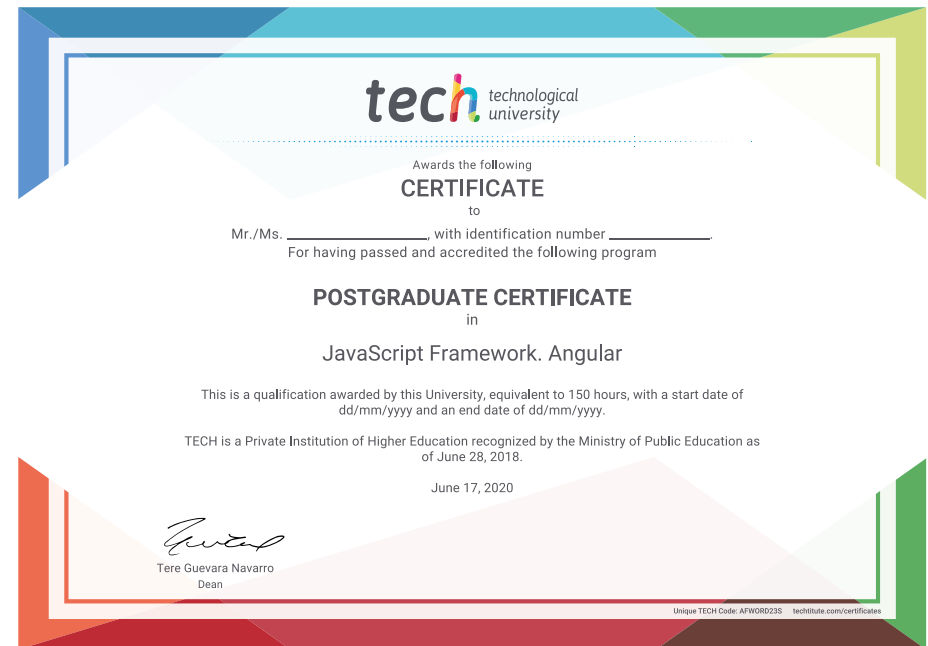 tech technological
university
Awards the following
CERTIFICATE
to
Mr./Ms. ____________________, with identification number ______________.
For having passed and accredited the following program
POSTGRADUATE CERTIFICATE
in
JavaScript Framework. Angular
This is a qualification awarded by this University, equivalent to 150 hours, with a start date of
dd/mm/yyyy and an end date of dd/mm/yyyy.
TECH is a Private Institution of Higher Education recognized by the Ministry of Public Education as
of June 28, 2018.
June 17, 2020
Tere Guevara Navarro
Dean
Unique TECH Code: AFWORD23S techtitute.com/certificates